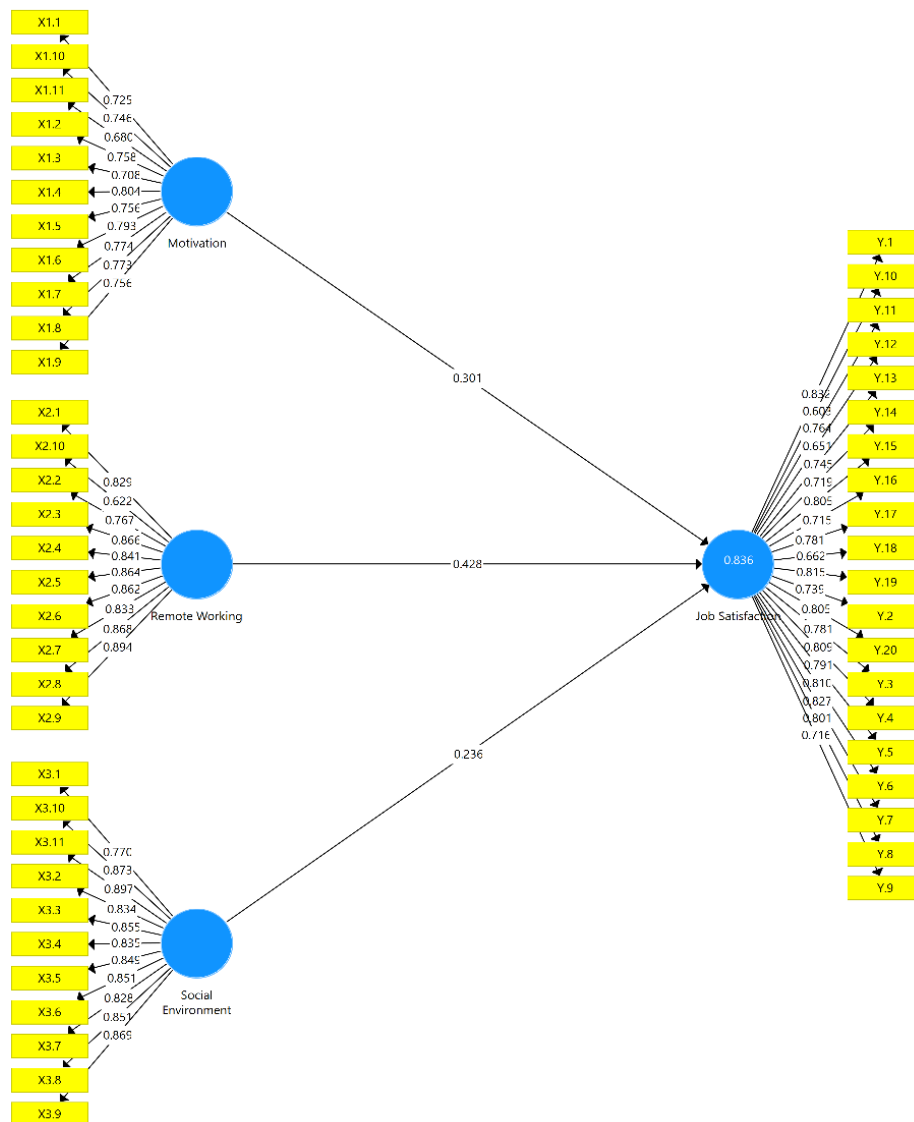 X1.1
X1.10
X1.11
X1.2
X1.3
X1.4
X1.5
X1.6
X1.7
X1.8
X1.9
0.725
0.746
0.680
0.758
0.708
0.804
0.756
0.793
0.774
0.773
0.756
Motivation
X2.1
X2.10
X2.2
X2.3
X2.4
X2.5
X2.6
X2.7
X2.8
X2.9
0.829
0.622
0.767
0.866
0.841
0.864
0.862
0.833
0.868
0.894
Remote Working
X3.1
X3.10
X3.11
X3.2
X3.3
X3.4
X3.5
X3.6
X3.7
X3.8
X3.9
0.770
0.873
0.897
0.834
0.855
0.835
0.849
0.851
0.828
0.851
0.869
Social
Environment
0.301
0.428
0.236
0.836
Job Satisfaction
0.832
0.603
0.764
0.651
0.745
0.719
0.805
0.715
0.781
0.662
0.815
0.739
0.805
0.781
0.809
0.791
0.810
0.827
0.801
0.716
Y.1
Y.10
Y.11
Y.12
Y.13
Y.14
Y.15
Y.16
Y.17
Y.18
Y.19
Y.2
Y.20
Y.3
Y.4
Y.5
Y.6
Y.7
Y.8
Y.9